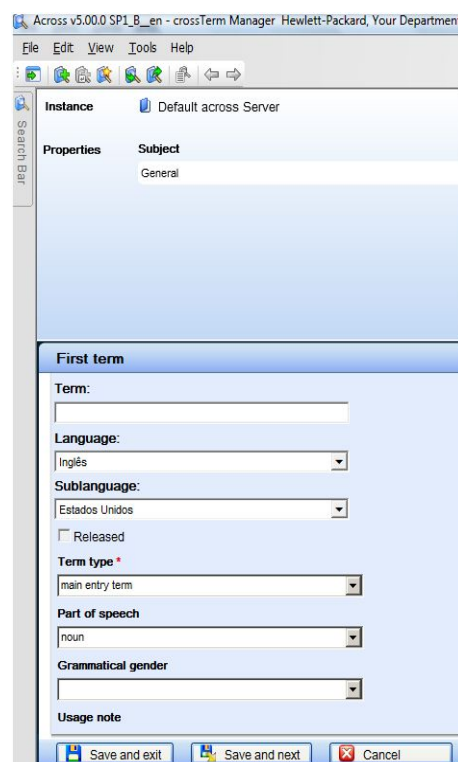 Across v5.00.0 SP1_B__en - crossTerm Manager Hewlett-Packard, Your Departmen
File Edit View Tools Help
Search Bar
Instance Default across Server
Properties Subject
General
First term
Term:
Language:
Inglês
Sublanguage:
Estados Unidos
Released
Term type *
main entry term
Part of speech
noun
Grammatical gender
Usage note
Save and exit Save and next Cancel